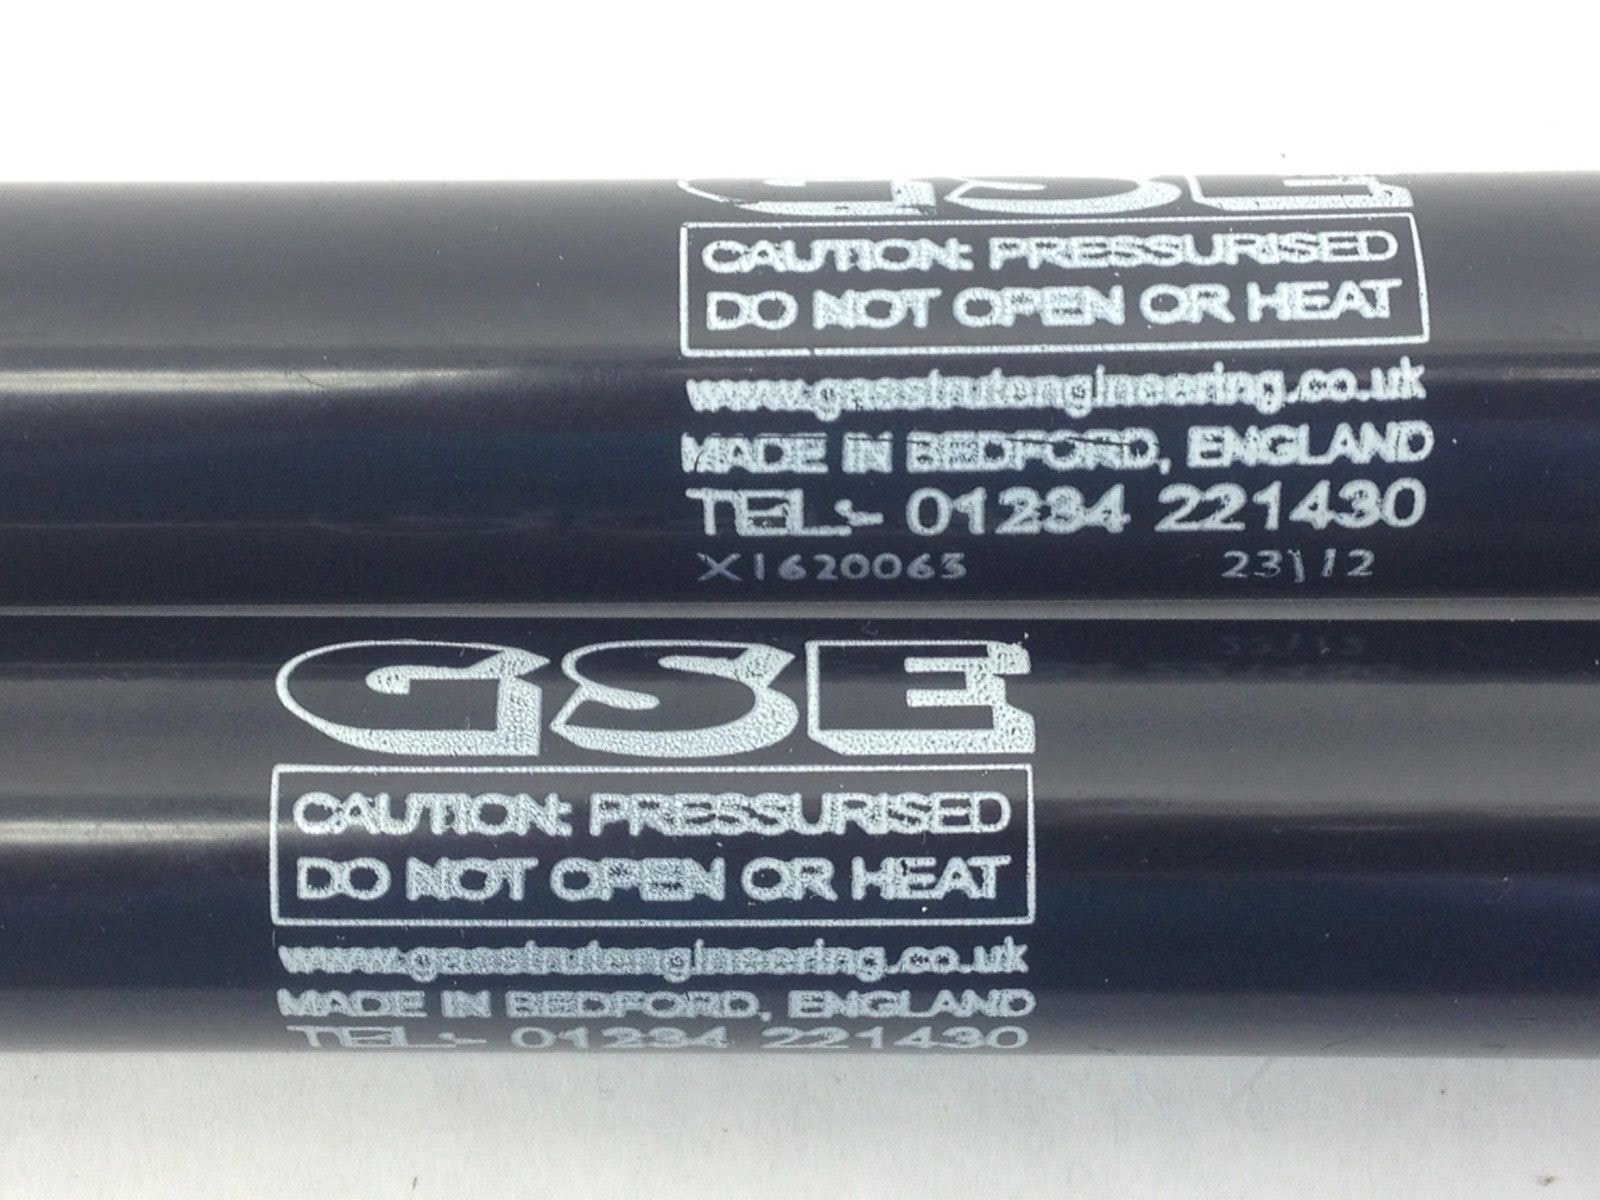 GSE
CAUTION: PRESSURISED
DO NOT OPEN OR HEAT
www.gasstrutengineering.co.uk
MADE IN BEDFORD, ENGLAND
TEL:- 01234 221430
X1620065 23/12
GSE
CAUTION: PRESSURISED
DO NOT OPEN OR HEAT
www.gasstrutengineering.co.uk
MADE IN BEDFORD, ENGLAND
TEL:- 01234 221430